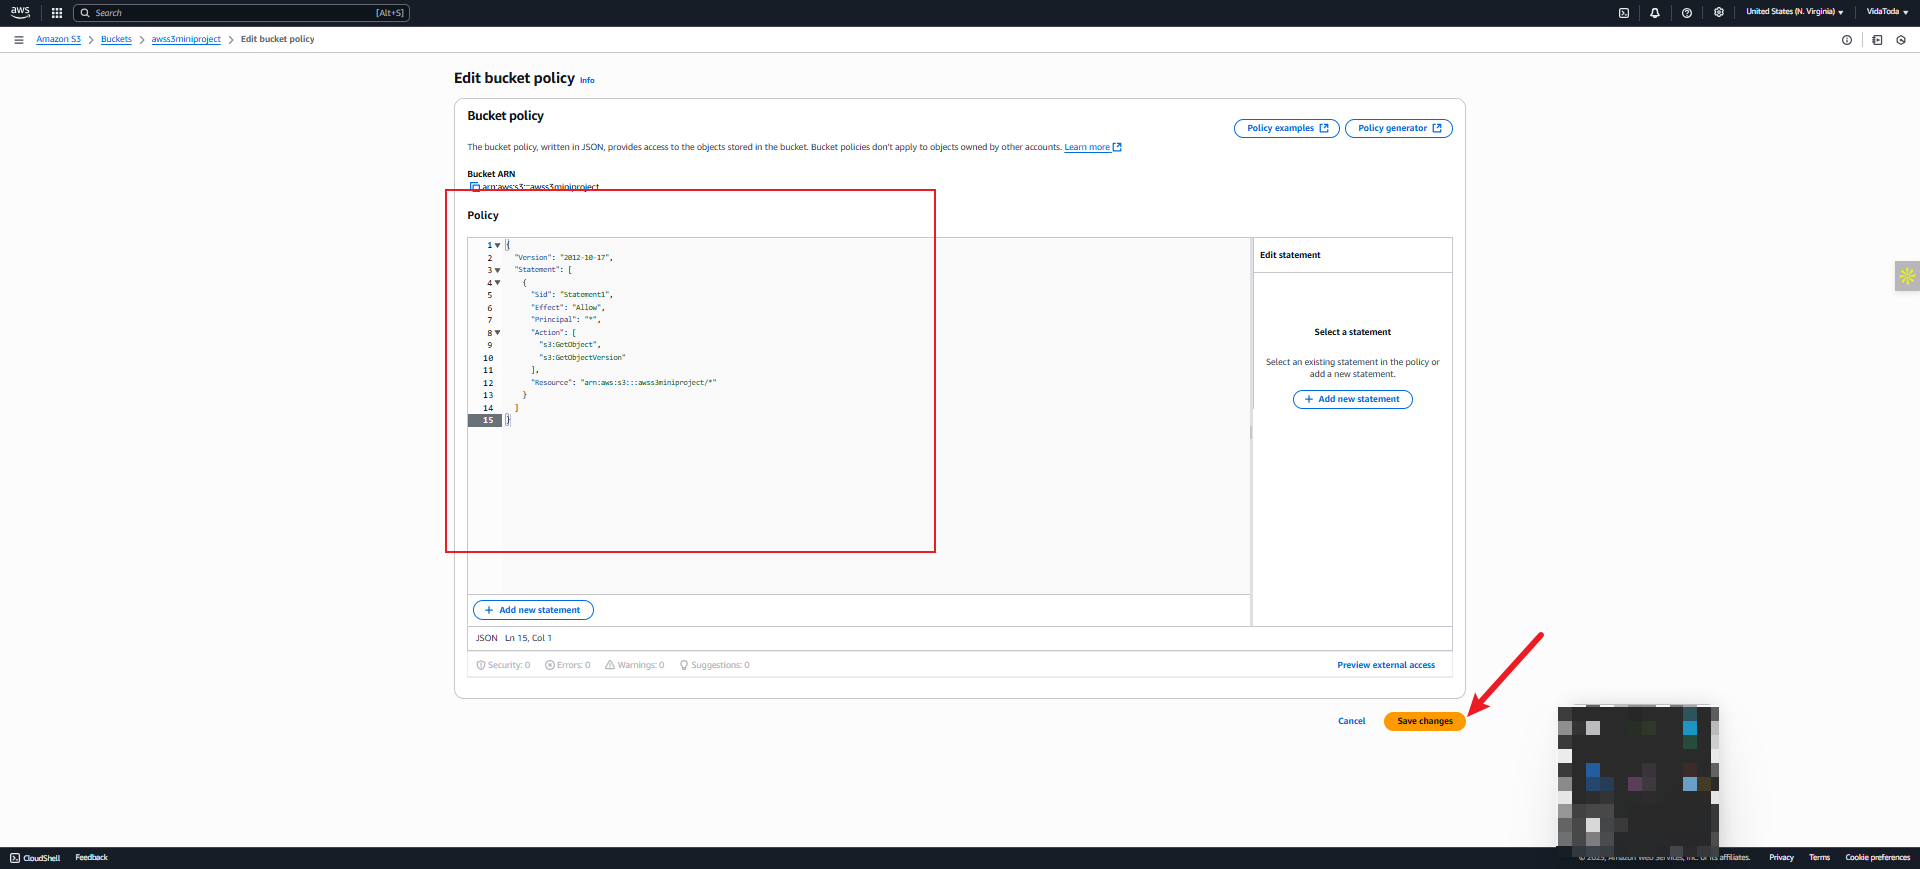 aws
Search [Alt+S]
United States (N. Virginia) VidaToda
Amazon S3 Buckets awss3miniproject Edit bucket policy
Edit bucket policy Info
Bucket policy
Policy examples Policy generator
The bucket policy, written in JSON, provides access to the objects stored in the bucket. Bucket policies don't apply to objects owned by other accounts. Learn more
Bucket ARN
arn:aws:s3:::awss3miniproject
Policy
1 {
2 "Version": "2012-10-17",
3 "Statement": [
4 {
5 "Sid": "Statement1",
6 "Effect": "Allow",
7 "Principal": "*",
8 "Action": [
9 "s3:GetObject",
10 "s3:GetObjectVersion"
11 ],
12 "Resource": "arn:aws:s3:::awss3miniproject/*"
13 }
14 ]
15 }
Edit statement
Select a statement
Select an existing statement in the policy or
add a new statement.
+ Add new statement
+ Add new statement
JSON Ln 15, Col 1
Security: 0 Errors: 0 Warnings: 0 Suggestions: 0
Preview external access
Cancel Save changes
CloudShell Feedback
© 2025, Amazon Web Services, Inc. or its affiliates. Privacy Terms Cookie preferences